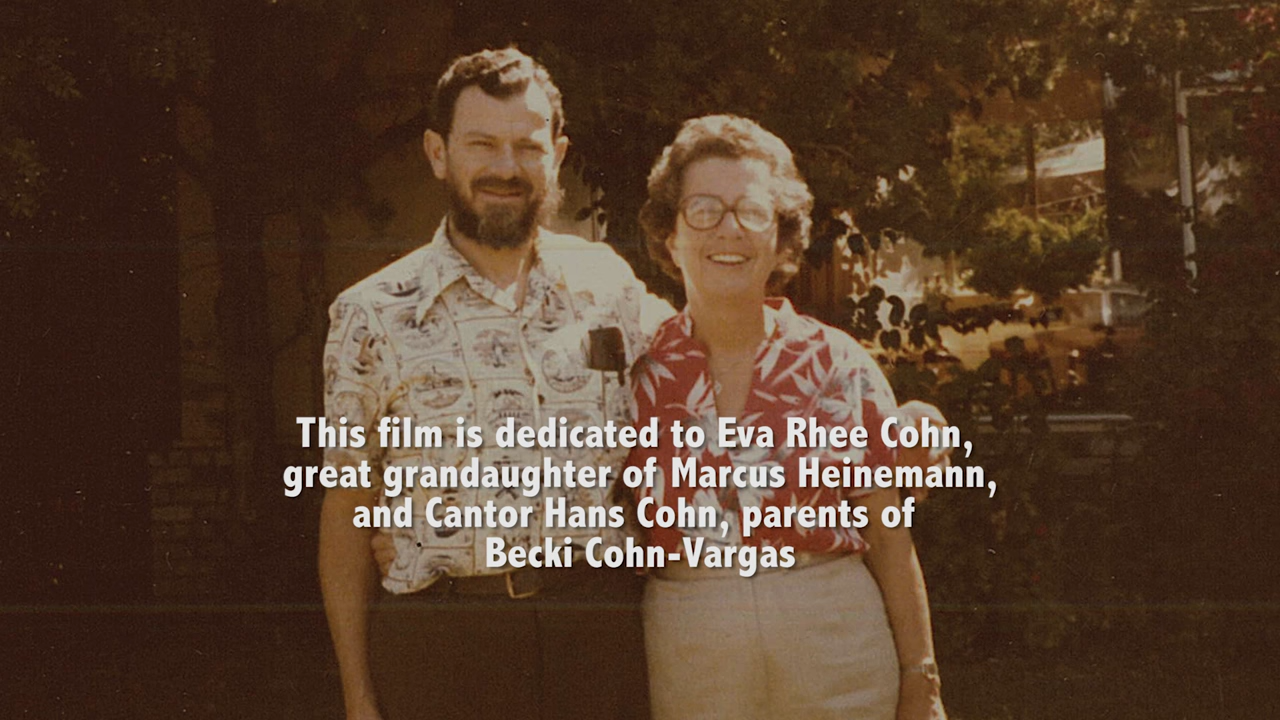 This film is dedicated to Eva Rhee Cohn,
great grandaughter of Marcus Heinemann,
and Cantor Hans Cohn, parents of
Becki Cohn-Vargas